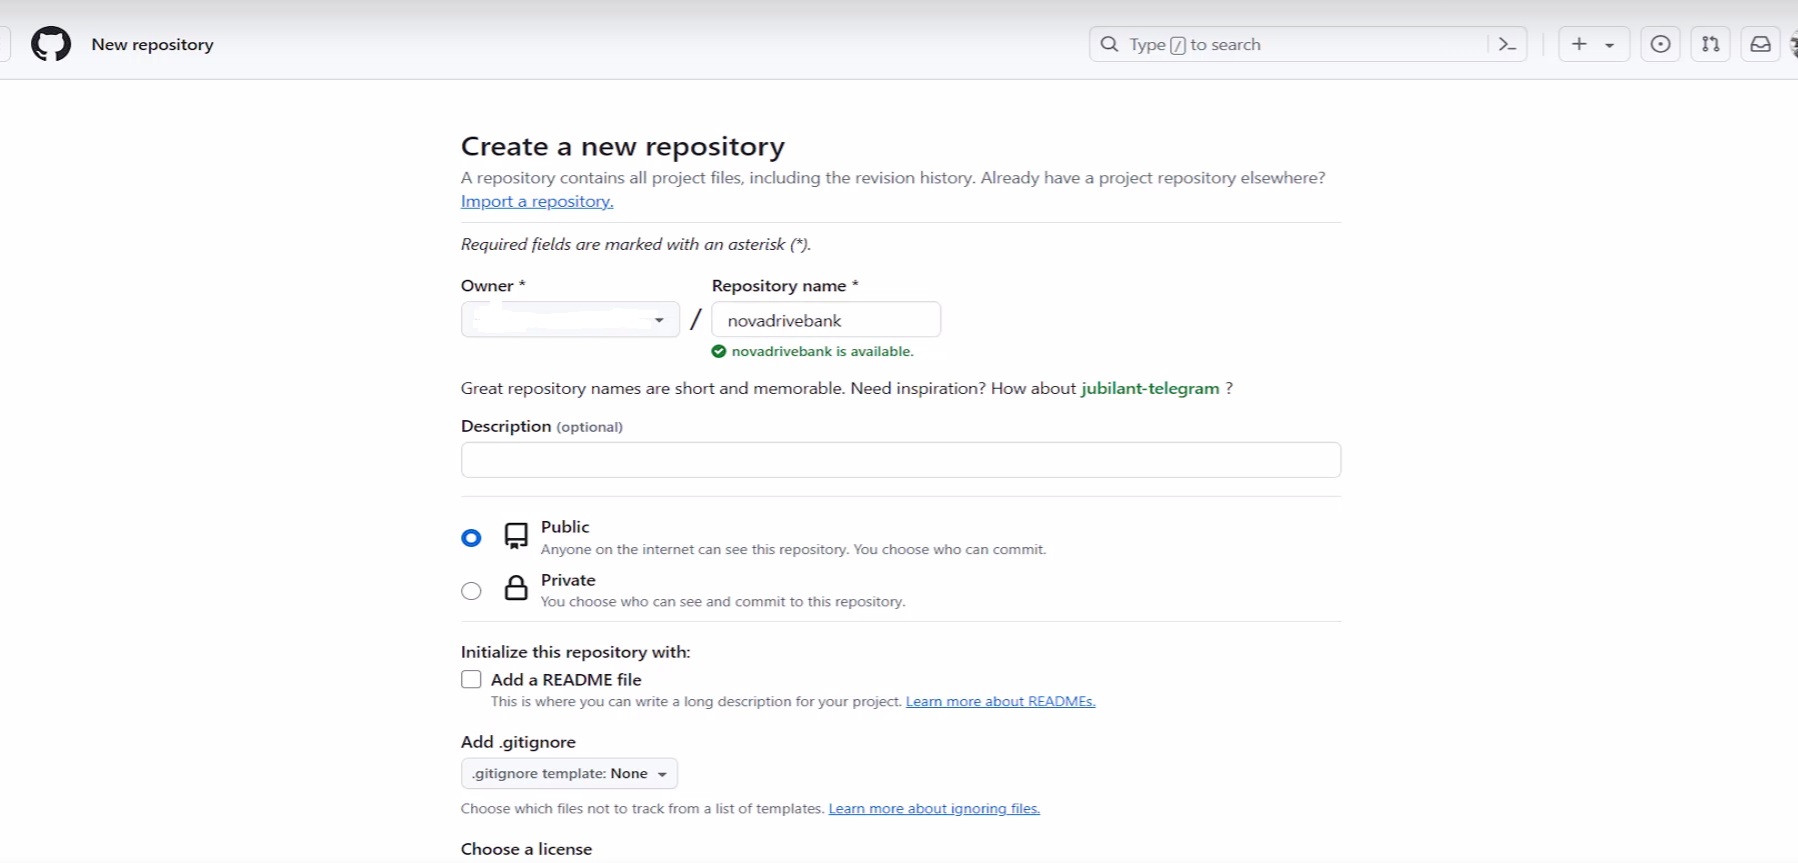 New repository
Type / to search
Create a new repository
A repository contains all project files, including the revision history. Already have a project repository elsewhere?
Import a repository.
Required fields are marked with an asterisk (*).
Owner *
Repository name *
/
novadrivebank
novadrivebank is available.
Great repository names are short and memorable. Need inspiration? How about jubilant-telegram ?
Description (optional)
Public
Anyone on the internet can see this repository. You choose who can commit.
Private
You choose who can see and commit to this repository.
Initialize this repository with:
Add a README file
This is where you can write a long description for your project. Learn more about READMEs.
Add .gitignore
.gitignore template: None
Choose which files not to track from a list of templates. Learn more about ignoring files.
Choose a license